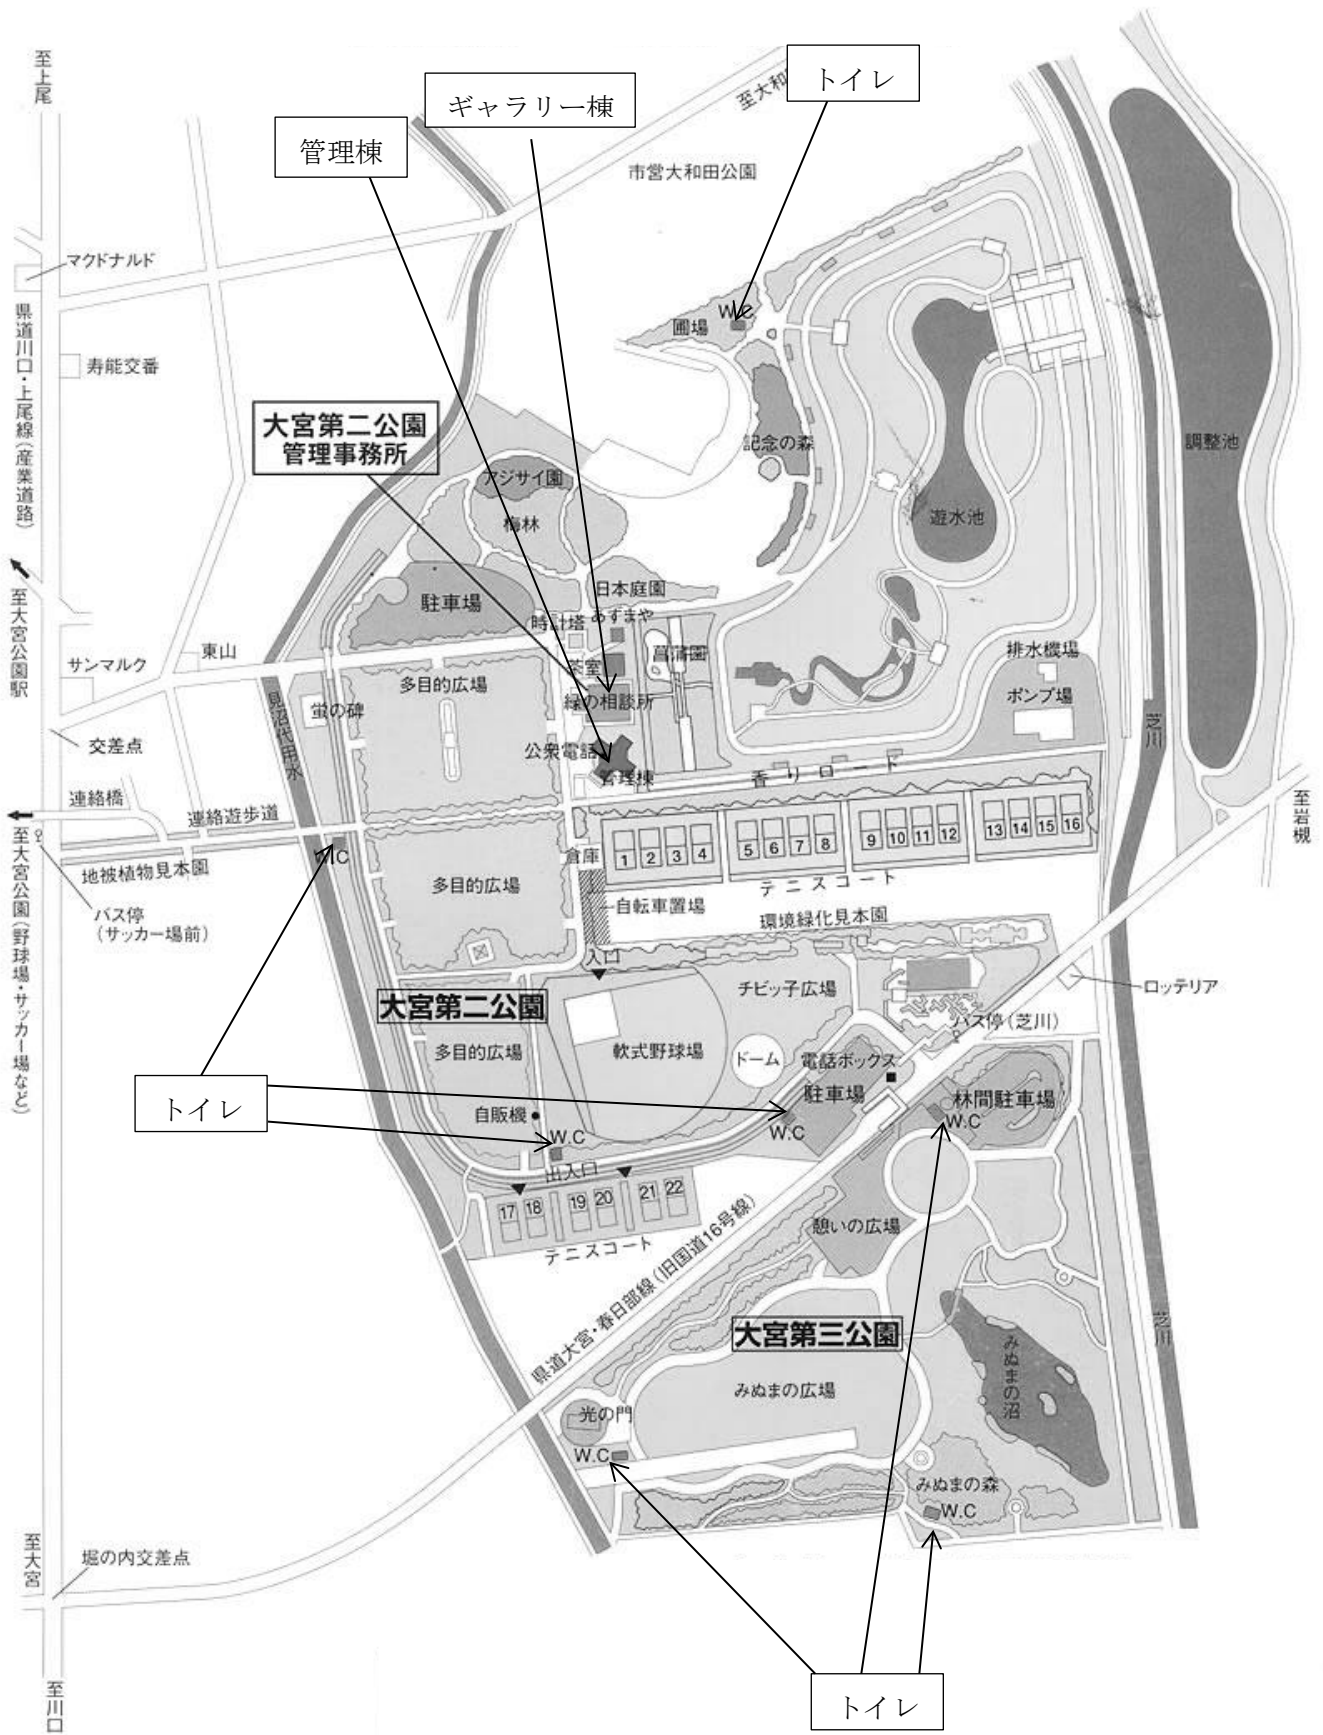 至上尾
トイレ
至大和
ギャラリー棟
管理棟
市営大和田公園
マクドナルド
県道川口・上尾線(産業道路)
圃場
寿能交番
大宮第二公園
管理事務所
記念の森
調整池
アジサイ園
梅林
遊水池
至大宮公園駅
駐車場
日本庭園
時計塔
あずまや
サンマルク
東山
茶室
菖蒲園
排水機場
多目的広場
緑の相談所
ポンプ場
蛍の碑
見沼代用水
芝川
交差点
公衆電話
管理棟
香りロード
連絡橋
連絡遊歩道
至岩槻
至大宮公園(野球場・サッカー場など)
地被植物見本園
倉庫
1 2 3 4 5 6 7 8 9 10 11 12 13 14 15 16
テニスコート
多目的広場
自転車置場
バス停
(サッカー場前)
環境緑化見本園
入口
チビッ子広場
ロッテリア
大宮第二公園
バス停(芝川)
多目的広場
軟式野球場
ドーム
電話ボックス
駐車場
林間駐車場
トイレ
自販機
W.C
W.C
W.C
出入口
17 18 19 20 21 22
テニスコート
憩いの広場
県道大宮・春日部線(旧国道16号線)
大宮第三公園
芝川
みぬまの沼
みぬまの広場
光の門
W.C
みぬまの森
W.C
至大宮
堀の内交差点
トイレ
至川口